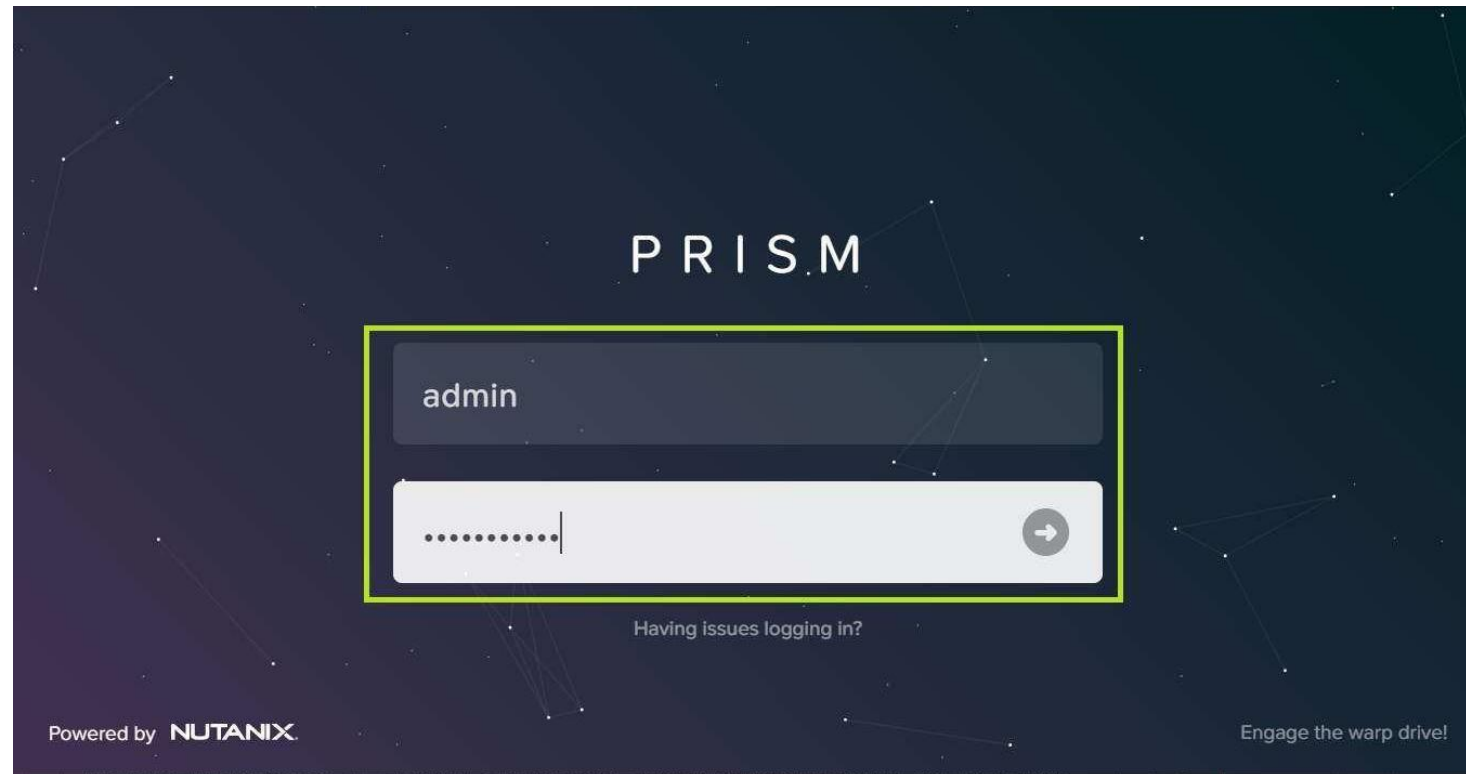 PRISM
admin
•••••••••••
Having issues logging in?
Powered by NUTANIX.
Engage the warp drive!